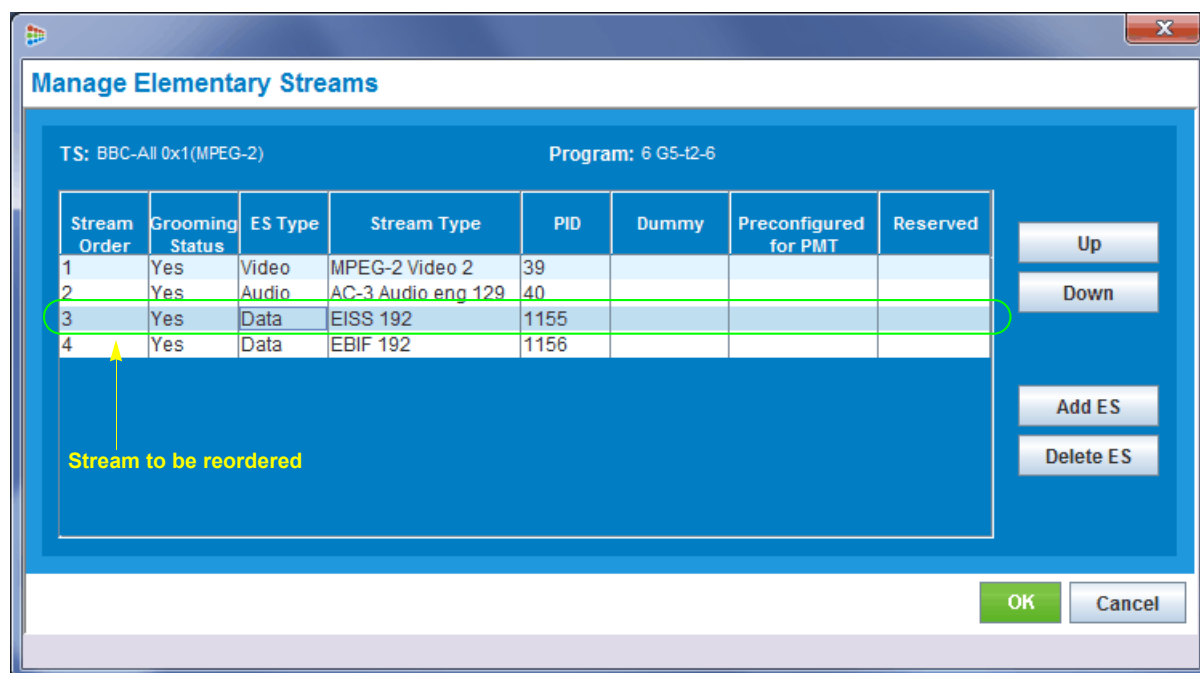 Manage Elementary Streams
TS: BBC-All 0x1(MPEG-2) Program: 6 G5-t2-6
Stream Order Grooming Status ES Type Stream Type PID Dummy Preconfigured for PMT Reserved
1 Yes Video MPEG-2 Video 2 39
2 Yes Audio AC-3 Audio eng 129 40
3 Yes Data EISS 192 1155
4 Yes Data EBIF 192 1156
Stream to be reordered
Up
Down
Add ES
Delete ES
OK Cancel